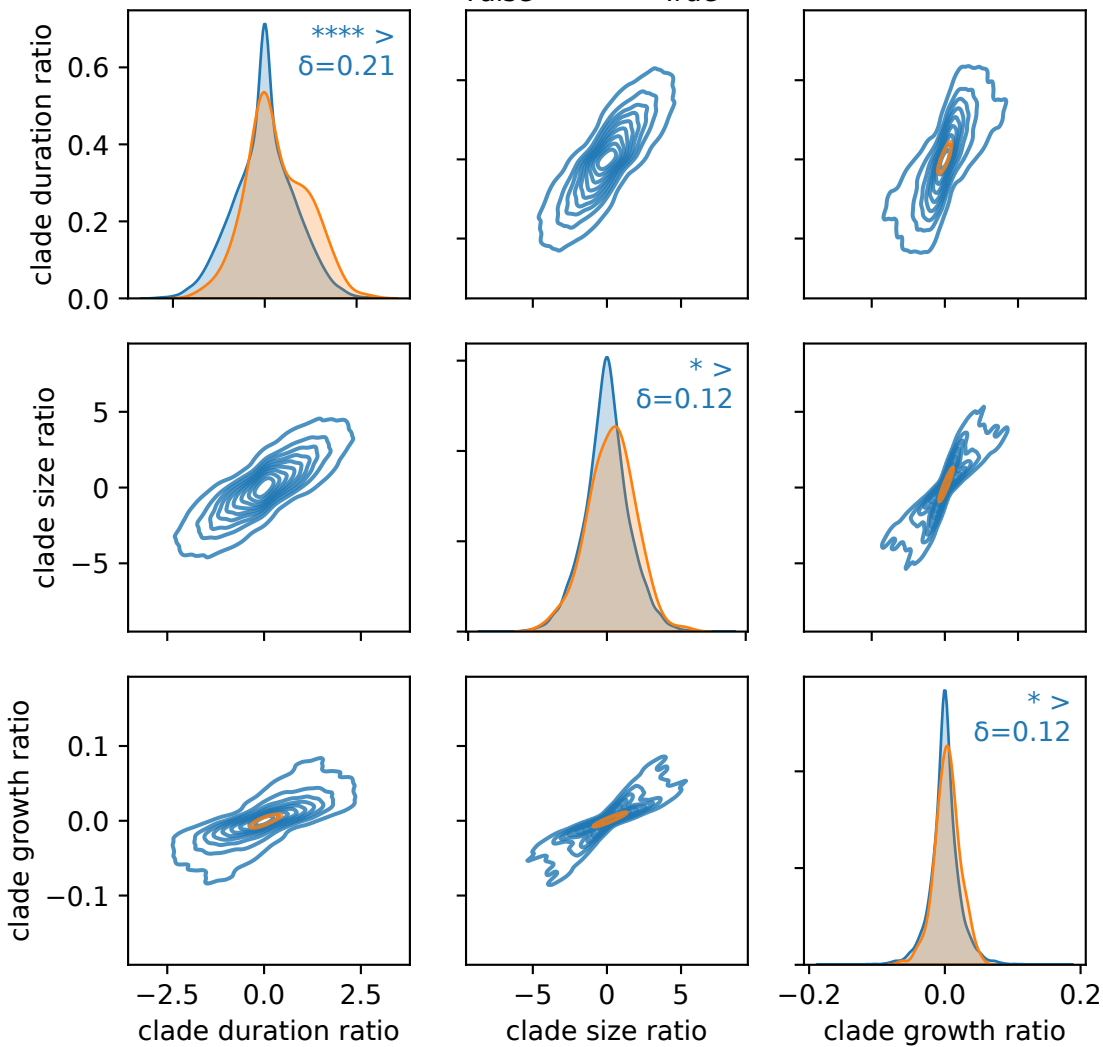 clade duration ratio
0.6
0.4
0.2
0.0
**** >
δ=0.21
clade size ratio
5
0
−5
* >
δ=0.12
clade growth ratio
0.1
0.0
−0.1
* >
δ=0.12
−2.5 0.0 2.5
clade duration ratio
−5 0 5
clade size ratio
−0.2 0.0 0.2
clade growth ratio